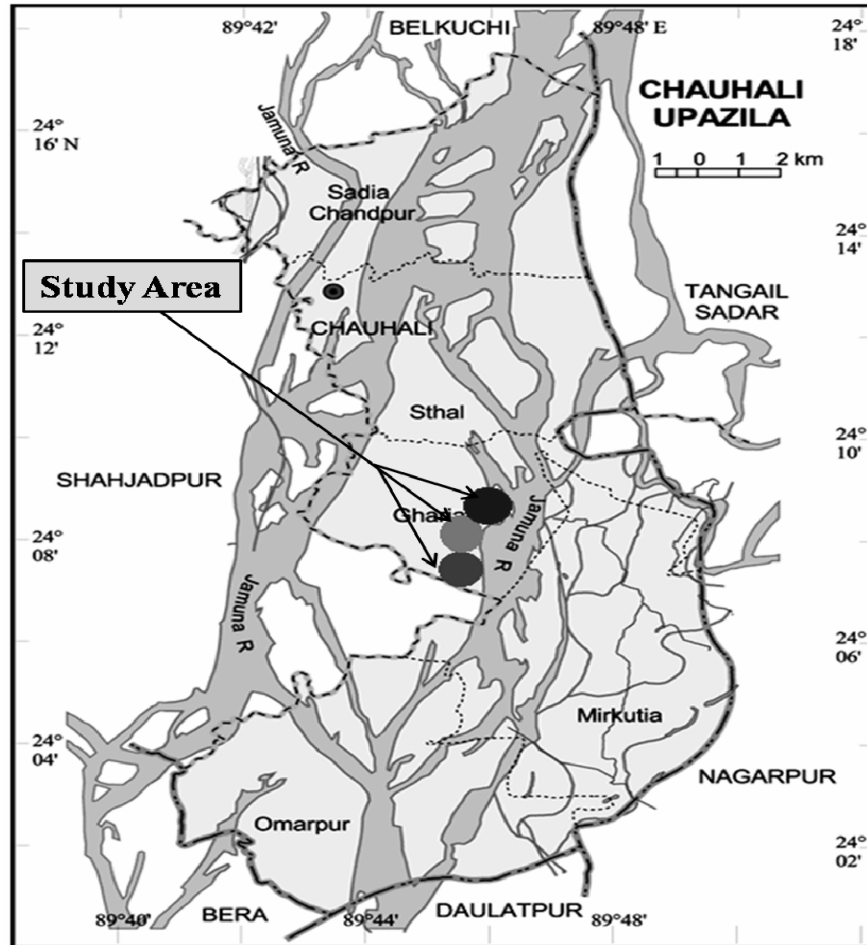 89°42'
BELKUCHI
89°48' E
24°
18'
CHAUHALI
UPAZILA
1 0 1 2 km
24°
16' N
Jamuna R
Sadia
Chandpur
24°
14'
Study Area
TANGAIL
SADAR
24°
12'
CHAUHALI
Sthal
24°
10'
SHAHJADPUR
Jamuna R
24°
08'
Jamuna R
24°
06'
Mirkutia
24°
04'
NAGARPUR
Omarpur
24°
02'
89°40'
BERA
89°44'
DAULATPUR
89°48'